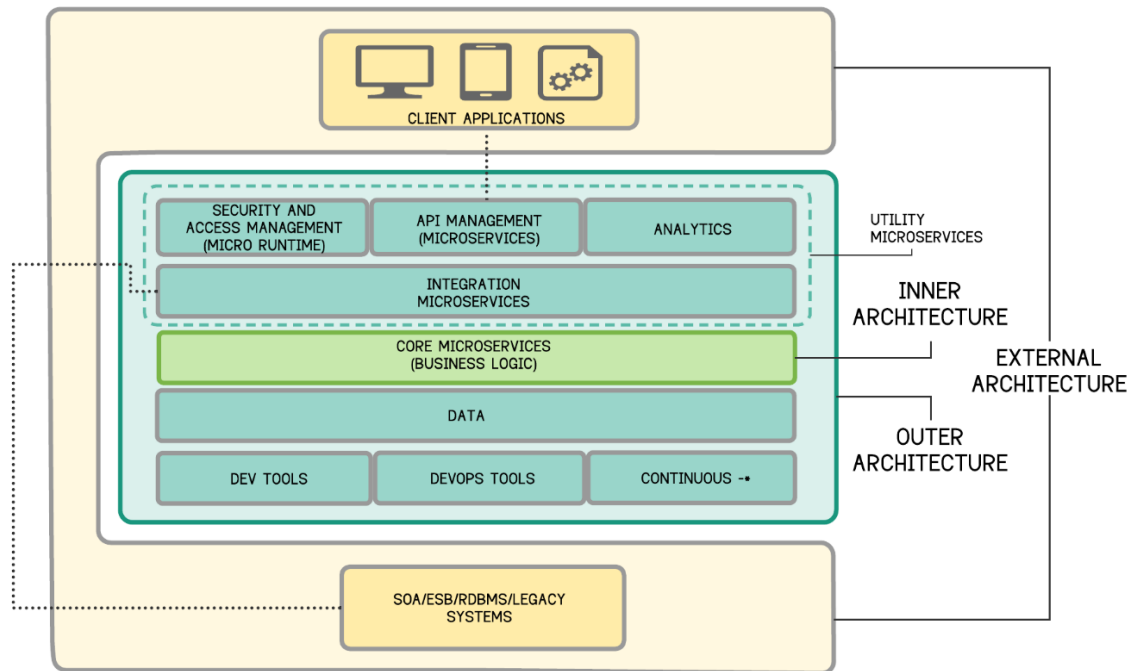 CLIENT APPLICATIONS
SECURITY AND
ACCESS MANAGEMENT
(MICRO RUNTIME)
API MANAGEMENT
(MICROSERVICES)
ANALYTICS
UTILITY
MICROSERVICES
INTEGRATION
MICROSERVICES
INNER
ARCHITECTURE
CORE MICROSERVICES
(BUSINESS LOGIC)
EXTERNAL
ARCHITECTURE
DATA
OUTER
ARCHITECTURE
DEV TOOLS
DEVOPS TOOLS
CONTINUOUS -*
SOA/ESB/RDBMS/LEGACY
SYSTEMS